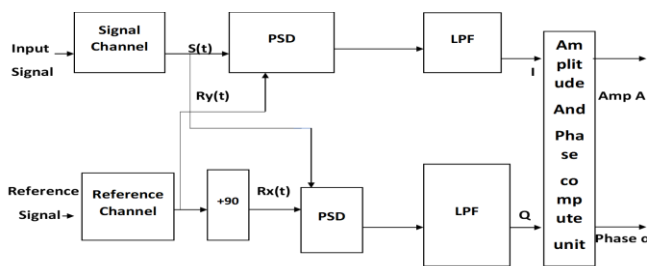 Input
Signal
Signal
Channel
S(t)
PSD
LPF
I
Ry(t)
Reference
Signal
Reference
Channel
+90
Rx(t)
PSD
LPF
Q
Am
plit
ude
And
Pha
se
co
mp
ute
unit
Amp A
Phase